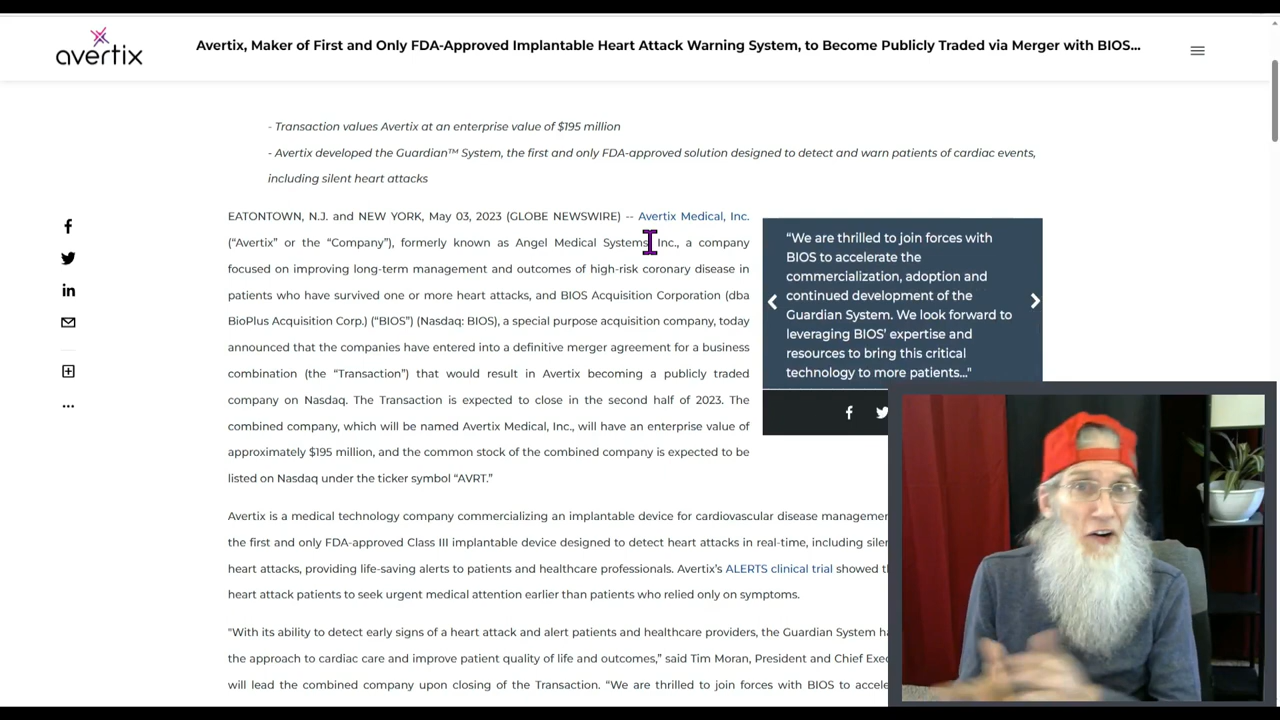 avertix
Avertix, Maker of First and Only FDA-Approved Implantable Heart Attack Warning System, to Become Publicly Traded via Merger with BIOS...
- Transaction values Avertix at an enterprise value of $195 million
- Avertix developed the Guardian™ System, the first and only FDA-approved solution designed to detect and warn patients of cardiac events,
including silent heart attacks
EATONTOWN, N.J. and NEW YORK, May 03, 2023 (GLOBE NEWSWIRE) -- Avertix Medical, Inc.
(“Avertix” or the “Company”), formerly known as Angel Medical Systems, Inc., a company
focused on improving long-term management and outcomes of high-risk coronary disease in
patients who have survived one or more heart attacks, and BIOS Acquisition Corporation (dba
BioPlus Acquisition Corp.) (“BIOS”) (Nasdaq: BIOS), a special purpose acquisition company, today
announced that the companies have entered into a definitive merger agreement for a business
combination (the “Transaction”) that would result in Avertix becoming a publicly traded
company on Nasdaq. The Transaction is expected to close in the second half of 2023. The
combined company, which will be named Avertix Medical, Inc., will have an enterprise value of
approximately $195 million, and the common stock of the combined company is expected to be
listed on Nasdaq under the ticker symbol “AVRT.”
“We are thrilled to join forces with
BIOS to accelerate the
commercialization, adoption and
continued development of the
Guardian System. We look forward to
leveraging BIOS’ expertise and
resources to bring this critical
technology to more patients...”
Avertix is a medical technology company commercializing an implantable device for cardiovascular disease
the first and only FDA-approved Class III implantable device designed to detect heart attacks in real-time, including
heart attacks, providing life-saving alerts to patients and healthcare professionals. Avertix’s ALERTS clinical trial showed
heart attack patients to seek urgent medical attention earlier than patients who relied only on symptoms.
“With its ability to detect early signs of a heart attack and alert patients and healthcare providers, the Guardian System
the approach to cardiac care and improve patient quality of life and outcomes,” said Tim Moran, President and Chief
will lead the combined company upon closing of the Transaction. “We are thrilled to join forces with BIOS to